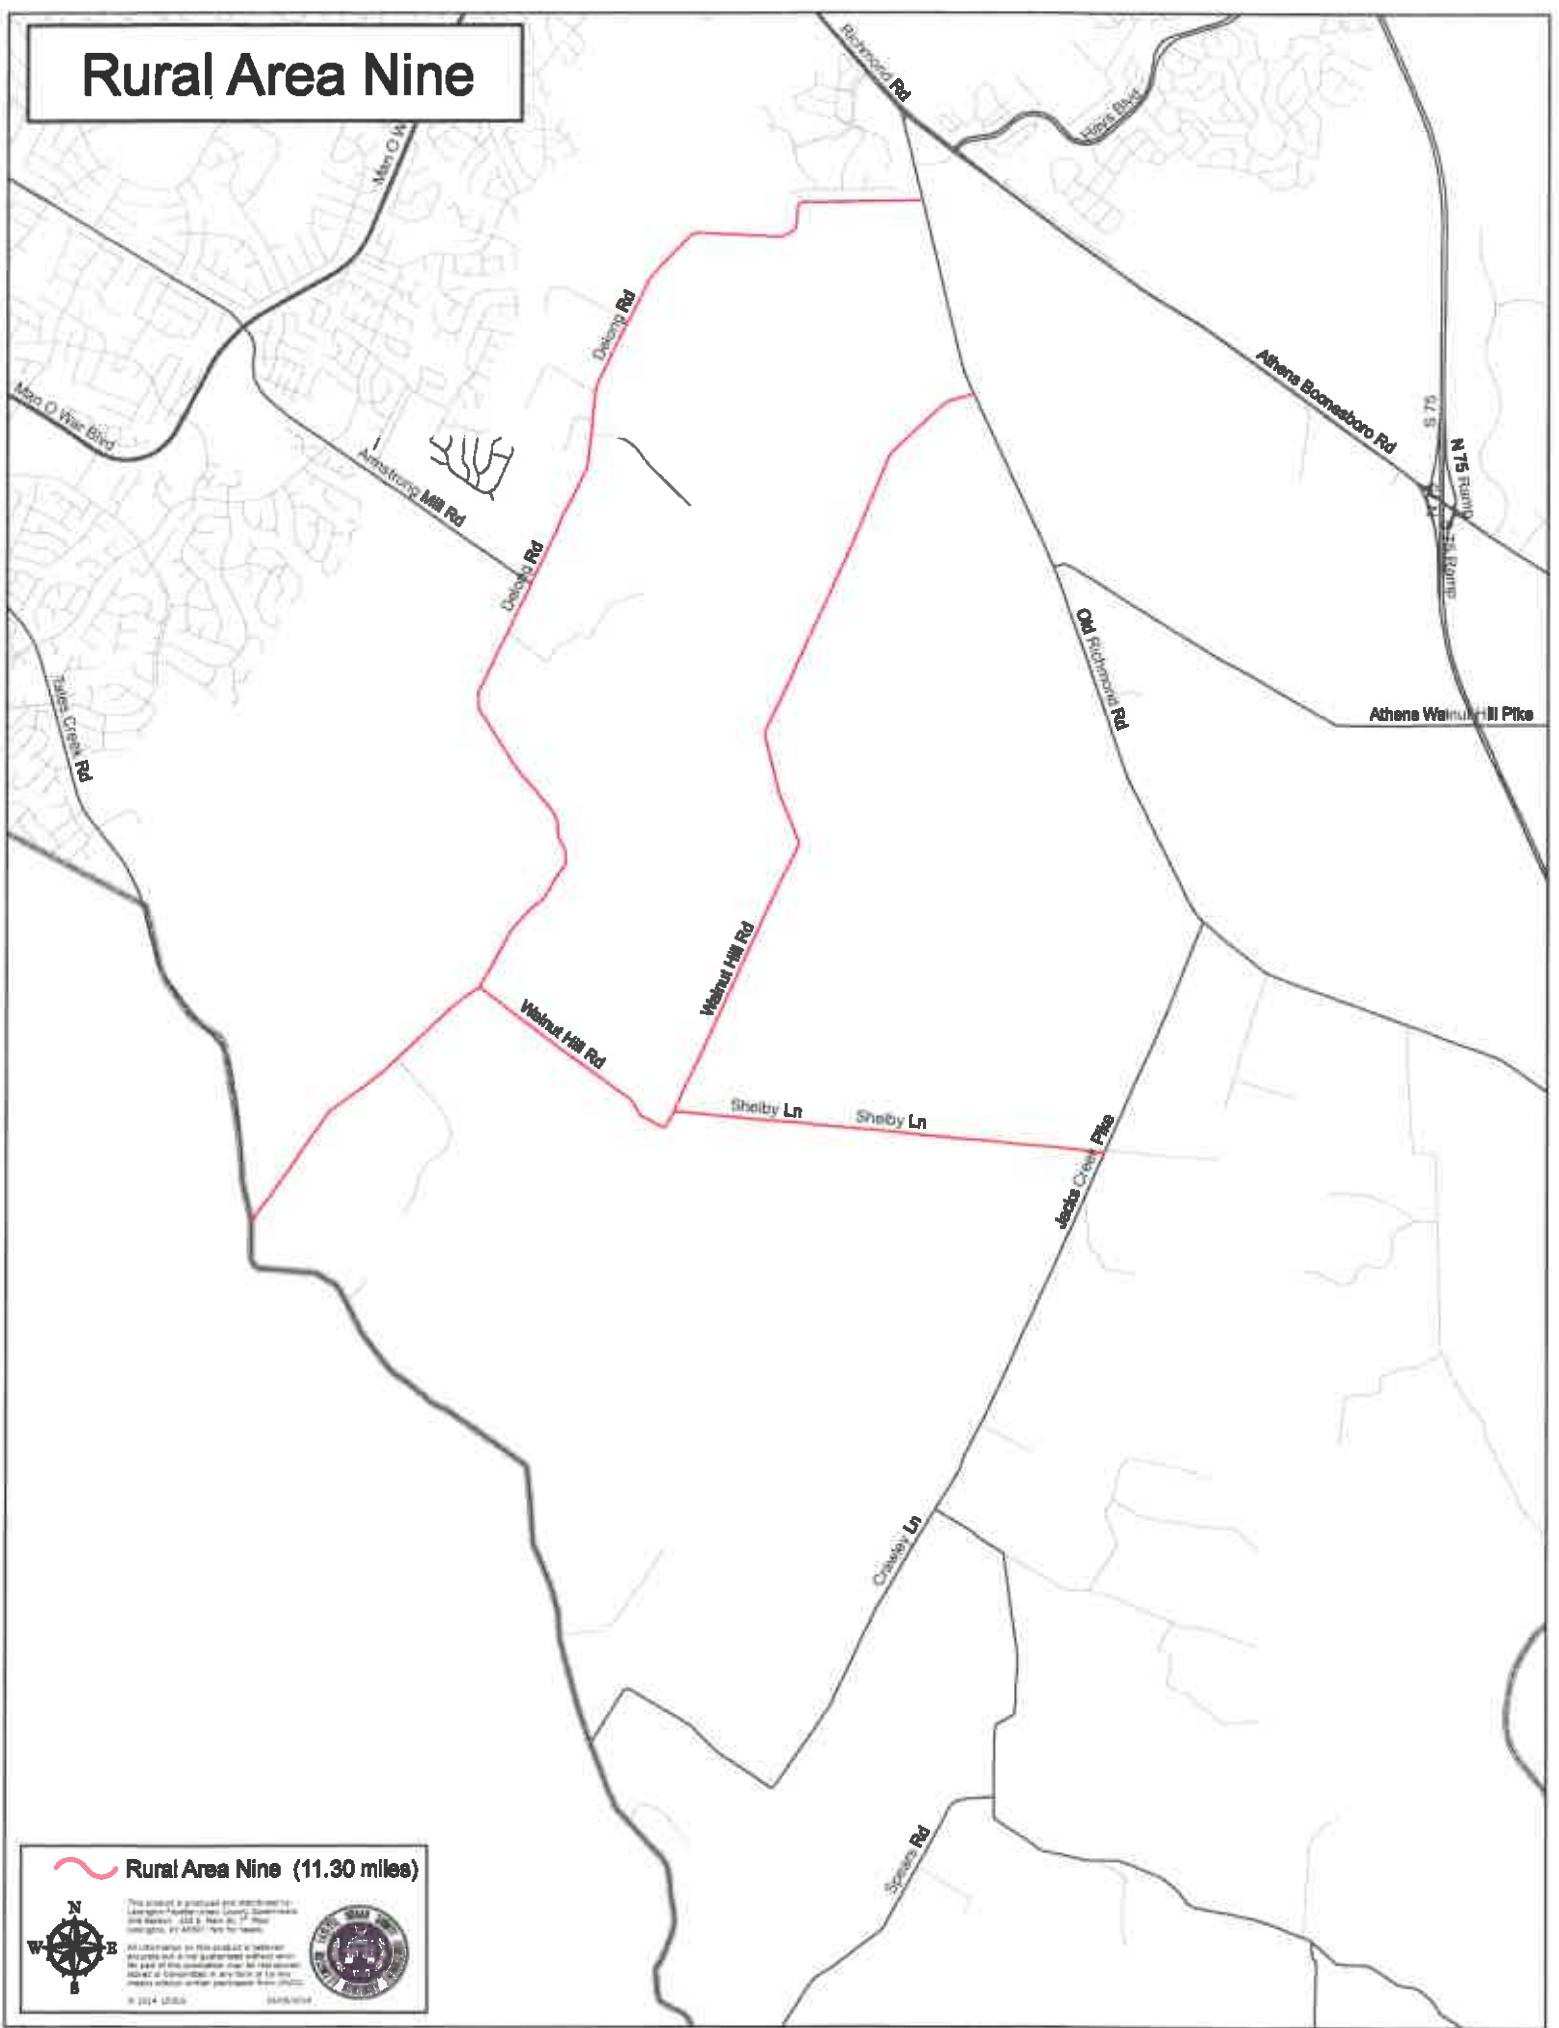 Rural Area Nine
Richmond Rd
Hays Blvd
Man O W
Delong Rd
Man O War Blvd
Armstrong Mill Rd
Athens Boonesboro Rd
S 75
N 75 Ramp
S 75 Ramp
Delong Rd
Old Richmond Rd
Athens Walnut Hill Pike
Tates Creek Rd
Walnut Hill Rd
Walnut Hill Rd
Shelby Ln
Shelby Ln
Jacks Creek Pike
Crawley Ln
Spears Rd
Rural Area Nine (11.30 miles)
N
W E
S